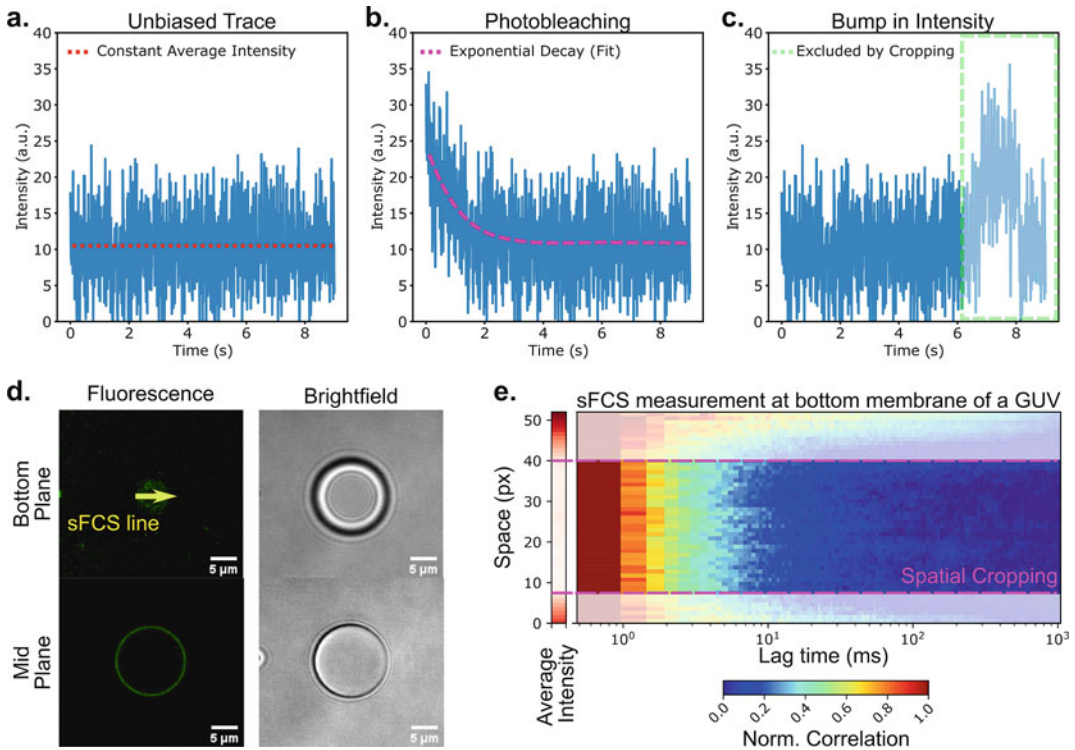 a. Unbiased Trace
Constant Average Intensity
Intensity (a.u.)
40
35
30
25
20
15
10
5
0
0 2 4 6 8
Time (s)
b. Photobleaching
Exponential Decay (Fit)
Intensity (a.u.)
40
35
30
25
20
15
10
5
0
0 2 4 6 8
Time (s)
c. Bump in Intensity
Excluded by Cropping
Intensity (a.u.)
40
35
30
25
20
15
10
5
0
0 2 4 6 8
Time (s)
d. Fluorescence Brightfield
Bottom
Plane
sFCS line
5 µm
5 µm
Mid
Plane
5 µm
5 µm
e. sFCS measurement at bottom membrane of a GUV
Space (px)
50
40
30
20
10
0
Spatial Cropping
10⁰ 10¹ 10² 10³
Lag time (ms)
Average
Intensity
0.0 0.2 0.4 0.6 0.8 1.0
Norm. Correlation